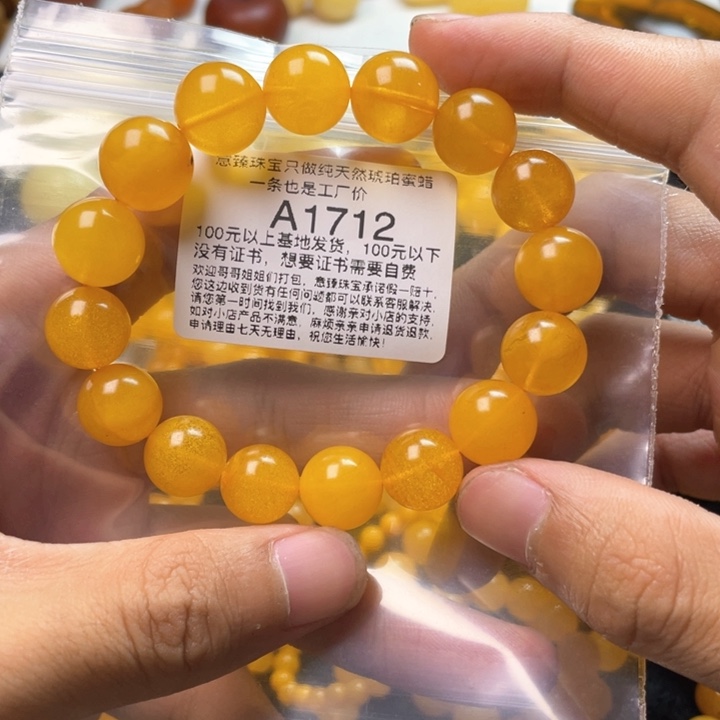 意臻珠宝只做纯天然琥珀蜜蜡
一条也是工厂价
A1712
100元以上基地发货，100元以下
没有证书，想要证书需要自费
欢迎哥哥姐姐们打包，意臻珠宝承诺假一赔十，
您这边收到货有任何问题都可以联系客服解决，
请您第一时间找到我们，感谢亲对小店的支持，
如对小店产品不满意，麻烦亲亲申请退货退款，
申请理由七天无理由，祝您生活愉快！